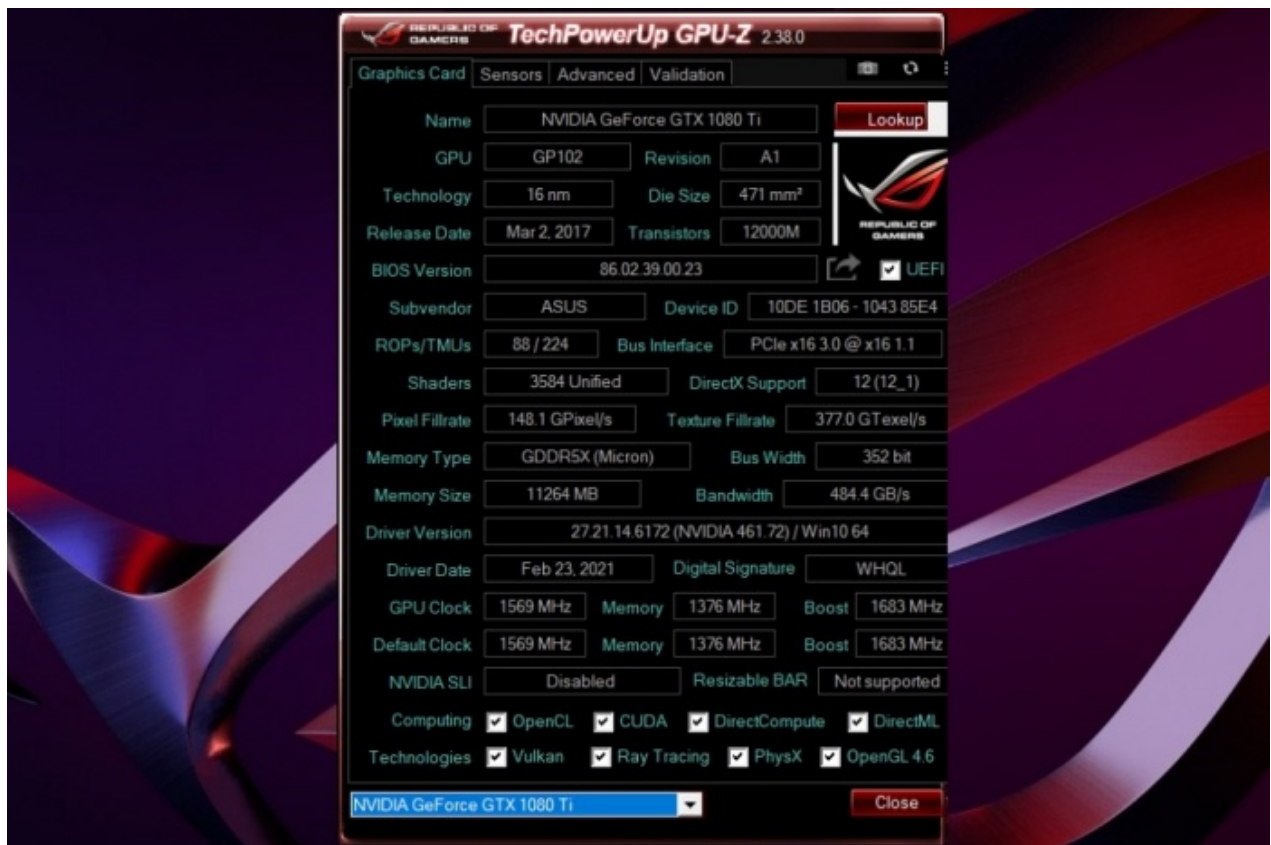 REPUBLIC OF GAMERS TechPowerUp GPU-Z 2.38.0
Graphics Card Sensors Advanced Validation
Name NVIDIA GeForce GTX 1080 Ti Lookup
GPU GP102 Revision A1
Technology 16 nm Die Size 471 mm²
REPUBLIC OF GAMERS
Release Date Mar 2, 2017 Transistors 12000M
BIOS Version 86.02.39.00.23 UEFI
Subvendor ASUS Device ID 10DE 1B06 - 1043 85E4
ROPs/TMUs 88 / 224 Bus Interface PCIe x16 3.0 @ x16 1.1
Shaders 3584 Unified DirectX Support 12 (12_1)
Pixel Fillrate 148.1 GPixel/s Texture Fillrate 377.0 GTexel/s
Memory Type GDDR5X (Micron) Bus Width 352 bit
Memory Size 11264 MB Bandwidth 484.4 GB/s
Driver Version 27.21.14.6172 (NVIDIA 461.72) / Win10 64
Driver Date Feb 23, 2021 Digital Signature WHQL
GPU Clock 1569 MHz Memory 1376 MHz Boost 1683 MHz
Default Clock 1569 MHz Memory 1376 MHz Boost 1683 MHz
NVIDIA SLI Disabled Resizable BAR Not supported
Computing OpenCL CUDA DirectCompute DirectML
Technologies Vulkan Ray Tracing PhysX OpenGL 4.6
NVIDIA GeForce GTX 1080 Ti Close